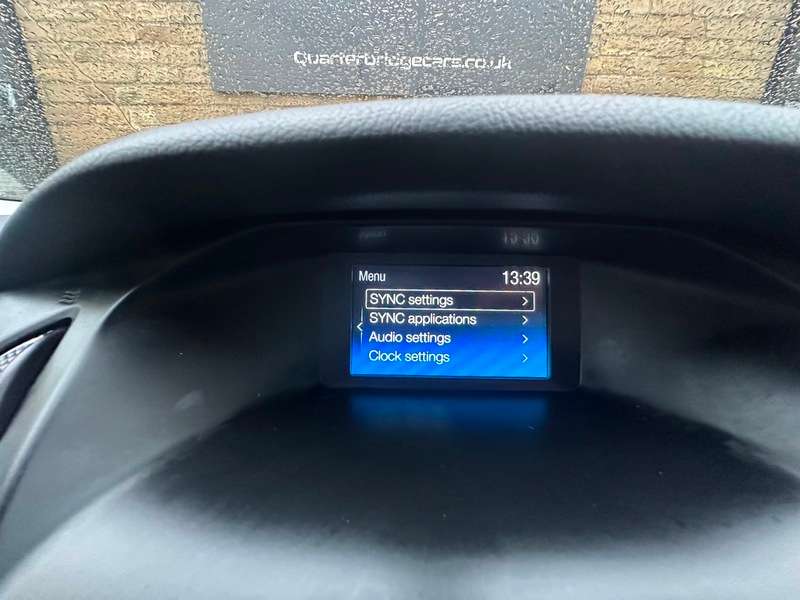 Quarterbridgecars.co.uk
Menu 13:39
SYNC settings
SYNC applications
Audio settings
Clock settings